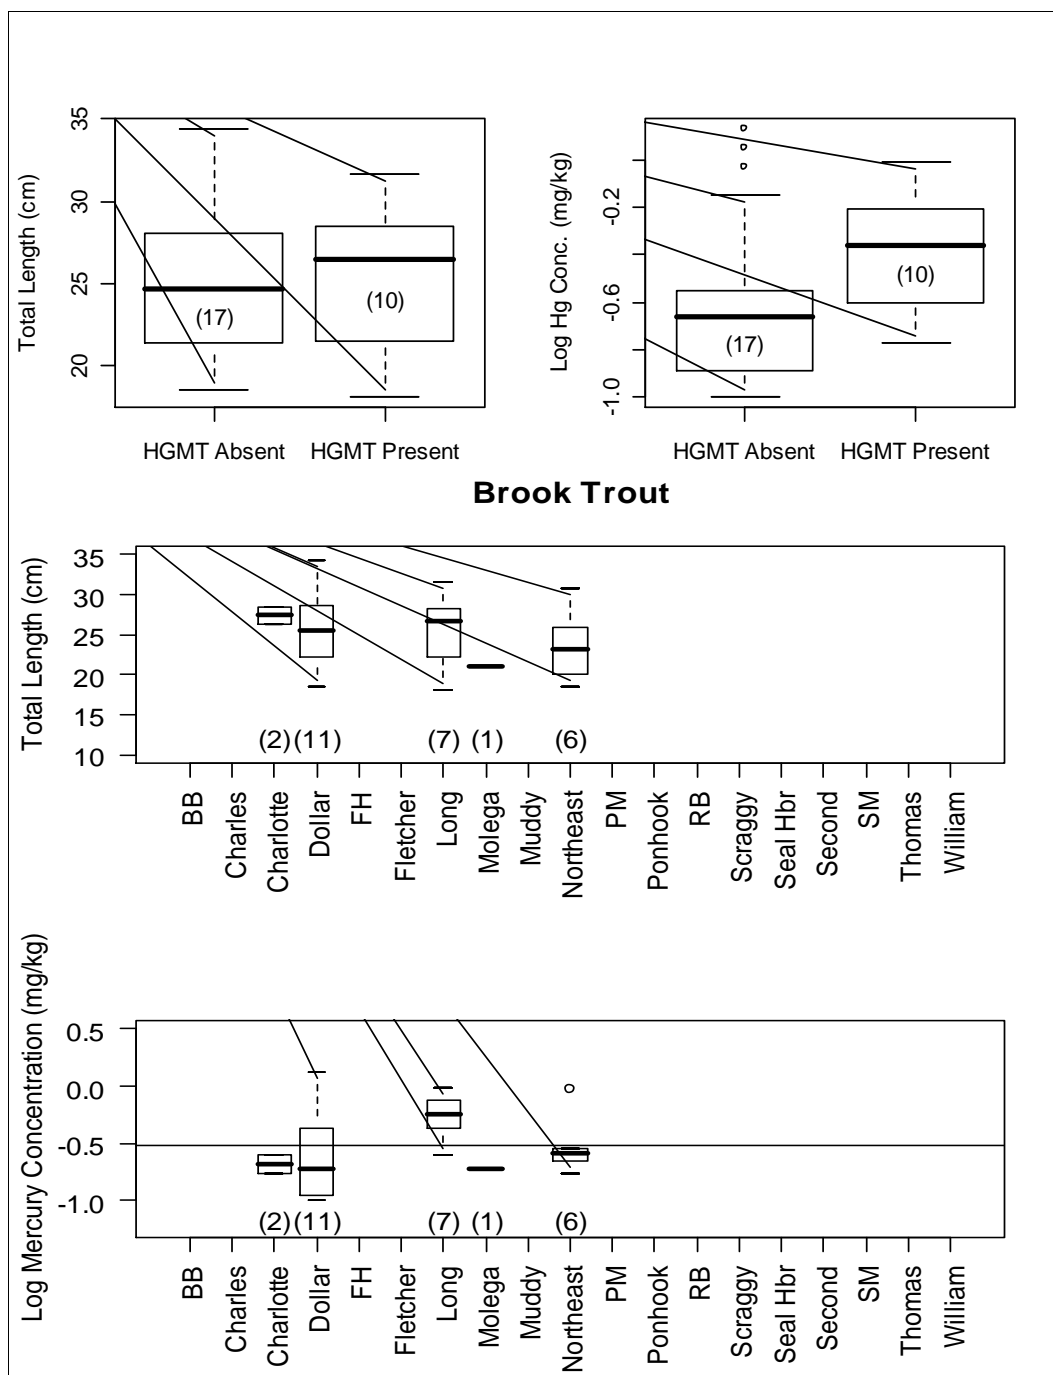 Total Length (cm)
35
30
25
20
(17)
(10)
HGMT Absent
HGMT Present
Log Hg Conc. (mg/kg)
-0.2
-0.6
-1.0
(17)
(10)
HGMT Absent
HGMT Present
Brook Trout
Total Length (cm)
35
30
25
20
15
10
(2)
(11)
(7)
(1)
(6)
BB
Charles
Charlotte
Dollar
FH
Fletcher
Long
Molega
Muddy
Northeast
PM
Ponhook
RB
Scraggy
Seal Hbr
Second
SM
Thomas
William
Log Mercury Concentration (mg/kg)
0.5
0.0
-0.5
-1.0
(2)
(11)
(7)
(1)
(6)
BB
Charles
Charlotte
Dollar
FH
Fletcher
Long
Molega
Muddy
Northeast
PM
Ponhook
RB
Scraggy
Seal Hbr
Second
SM
Thomas
William